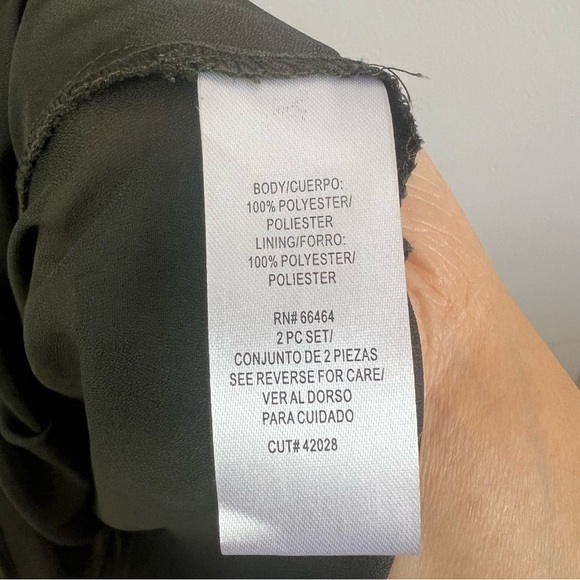 BODY/CUERPO:
100% POLYESTER/
POLIESTER
LINING/FORRO:
100% POLYESTER/
POLIESTER
RN# 66464
2 PC SET/
CONJUNTO DE 2 PIEZAS
SEE REVERSE FOR CARE/
VER AL DORSO
PARA CUIDADO
CUT# 42028